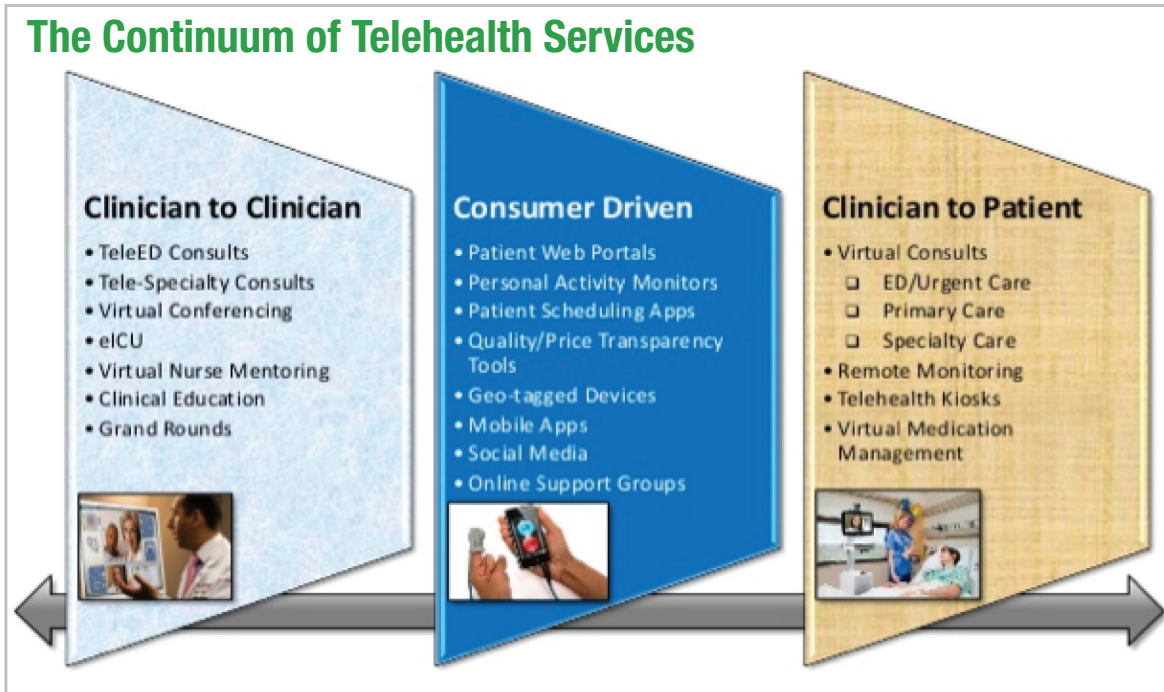 The Continuum of Telehealth Services
Clinician to Clinician
• TeleED Consults
• Tele-Specialty Consults
• Virtual Conferencing
• eICU
• Virtual Nurse Mentoring
• Clinical Education
• Grand Rounds
Consumer Driven
• Patient Web Portals
• Personal Activity Monitors
• Patient Scheduling Apps
• Quality/Price Transparency
Tools
• Geo-tagged Devices
• Mobile Apps
• Social Media
• Online Support Groups
Clinician to Patient
• Virtual Consults
❑ ED/Urgent Care
❑ Primary Care
❑ Specialty Care
• Remote Monitoring
• Telehealth Kiosks
• Virtual Medication
Management